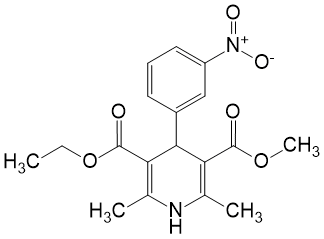 O
N+
O-
O O
H3C O O CH3
H3C N CH3
H